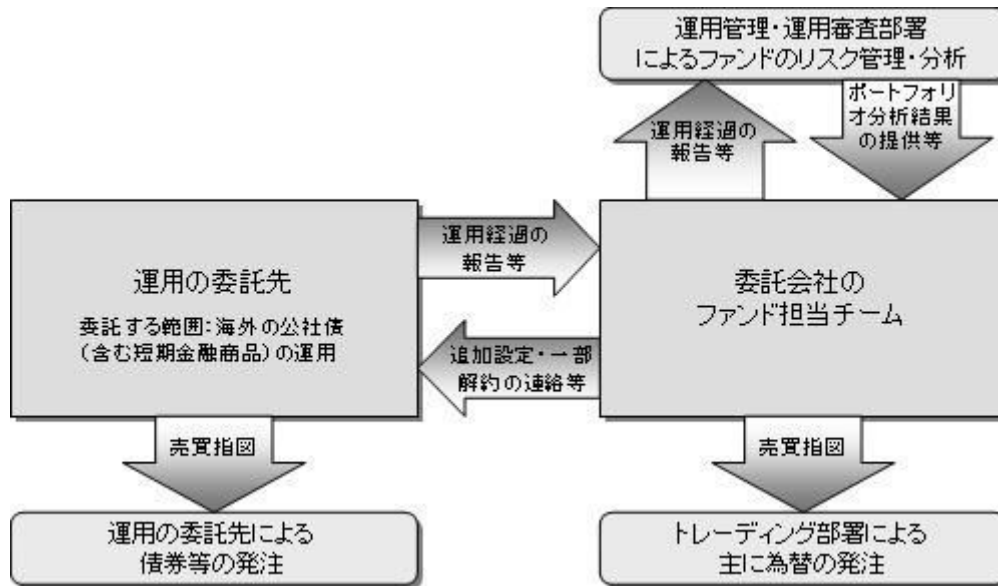 運用管理・運用審査部署
によるファンドのリスク管理・分析
運用経過の
報告等
ポートフォリ
オ分析結果
の提供等
運用の委託先
委託する範囲：海外の公社債
（含む短期金融商品）の運用
運用経過の
報告等
追加設定・一部
解約の連絡等
委託会社の
ファンド担当チーム
売買指図
売買指図
運用の委託先による
債券等の発注
トレーディング部署による
主に為替の発注